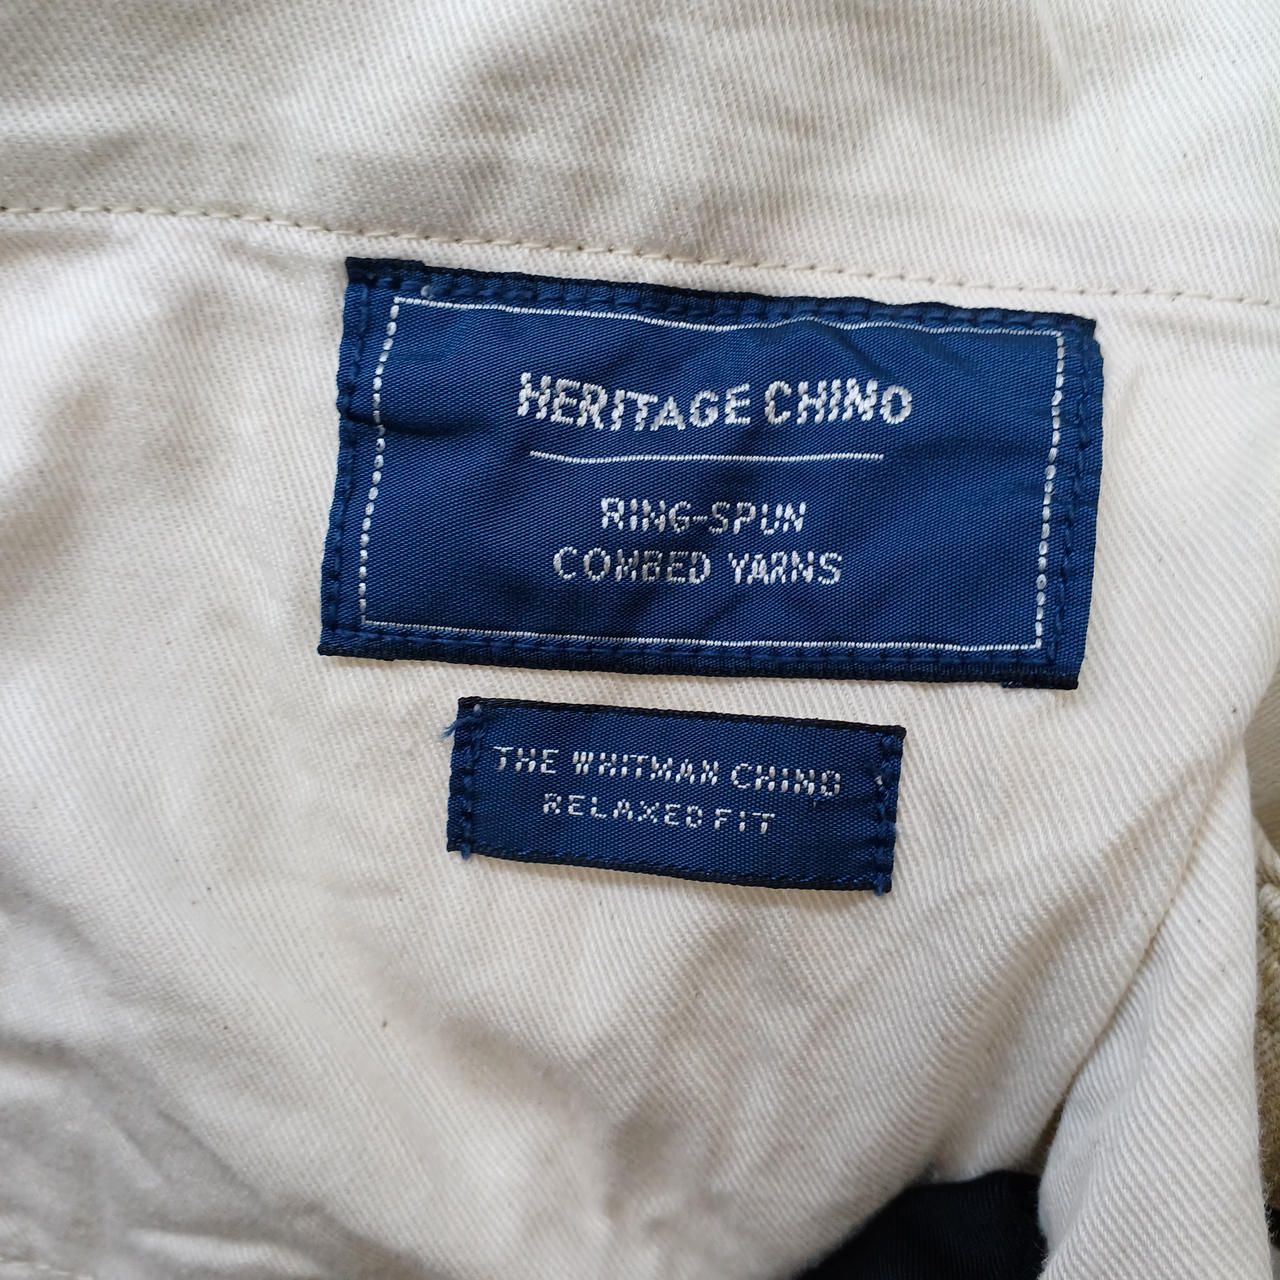 HERITAGE CHINO
RING-SPUN
COMBED YARNS
THE WHITMAN CHINO
RELAXED FIT